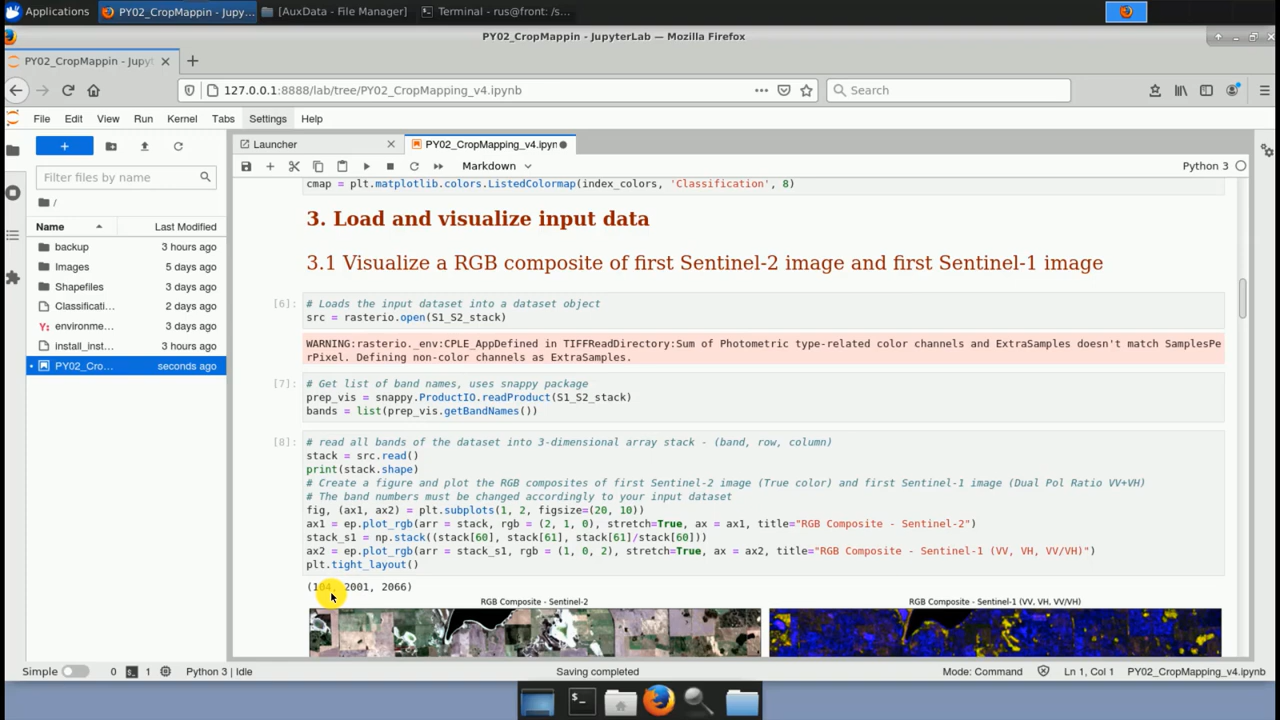 Applications
PY02_CropMappin - Jupy...
[AuxData - File Manager]
Terminal - rus@front: /s...
PY02_CropMappin - JupyterLab — Mozilla Firefox
PY02_CropMappin - Jupyt
127.0.0.1:8888/lab/tree/PY02_CropMapping_v4.ipynb
Search
File Edit View Run Kernel Tabs Settings Help
Launcher
PY02_CropMapping_v4.ipyn
Markdown
Python 3
Filter files by name
/
Name Last Modified
backup 3 hours ago
Images 5 days ago
Shapefiles 3 days ago
Classificati... 2 days ago
Y: environme... 3 days ago
install_inst... 3 hours ago
PY02_Cro... seconds ago
cmap = plt.matplotlib.colors.ListedColormap(index_colors, 'Classification', 8)
3. Load and visualize input data
3.1 Visualize a RGB composite of first Sentinel-2 image and first Sentinel-1 image
[6]: # Loads the input dataset into a dataset object
src = rasterio.open(S1_S2_stack)
WARNING:rasterio._env:CPLE_AppDefined in TIFFReadDirectory:Sum of Photometric type-related color channels and ExtraSamples doesn't match SamplesPe
rPixel. Defining non-color channels as ExtraSamples.
[7]: # Get list of band names, uses snappy package
prep_vis = snappy.ProductIO.readProduct(S1_S2_stack)
bands = list(prep_vis.getBandNames())
[8]: # read all bands of the dataset into 3-dimensional array stack - (band, row, column)
stack = src.read()
print(stack.shape)
# Create a figure and plot the RGB composites of first Sentinel-2 image (True color) and first Sentinel-1 image (Dual Pol Ratio VV+VH)
# The band numbers must be changed accordingly to your input dataset
fig, (ax1, ax2) = plt.subplots(1, 2, figsize=(20, 10))
ax1 = ep.plot_rgb(arr = stack, rgb = (2, 1, 0), stretch=True, ax = ax1, title="RGB Composite - Sentinel-2")
stack_s1 = np.stack((stack[60], stack[61], stack[61]/stack[60]))
ax2 = ep.plot_rgb(arr = stack_s1, rgb = (1, 0, 2), stretch=True, ax = ax2, title="RGB Composite - Sentinel-1 (VV, VH, VV/VH)")
plt.tight_layout()
(104, 2001, 2066)
RGB Composite - Sentinel-2
RGB Composite - Sentinel-1 (VV, VH, VV/VH)
Simple 0 1 Python 3 | Idle Saving completed Mode: Command Ln 1, Col 1 PY02_CropMapping_v4.ipynb